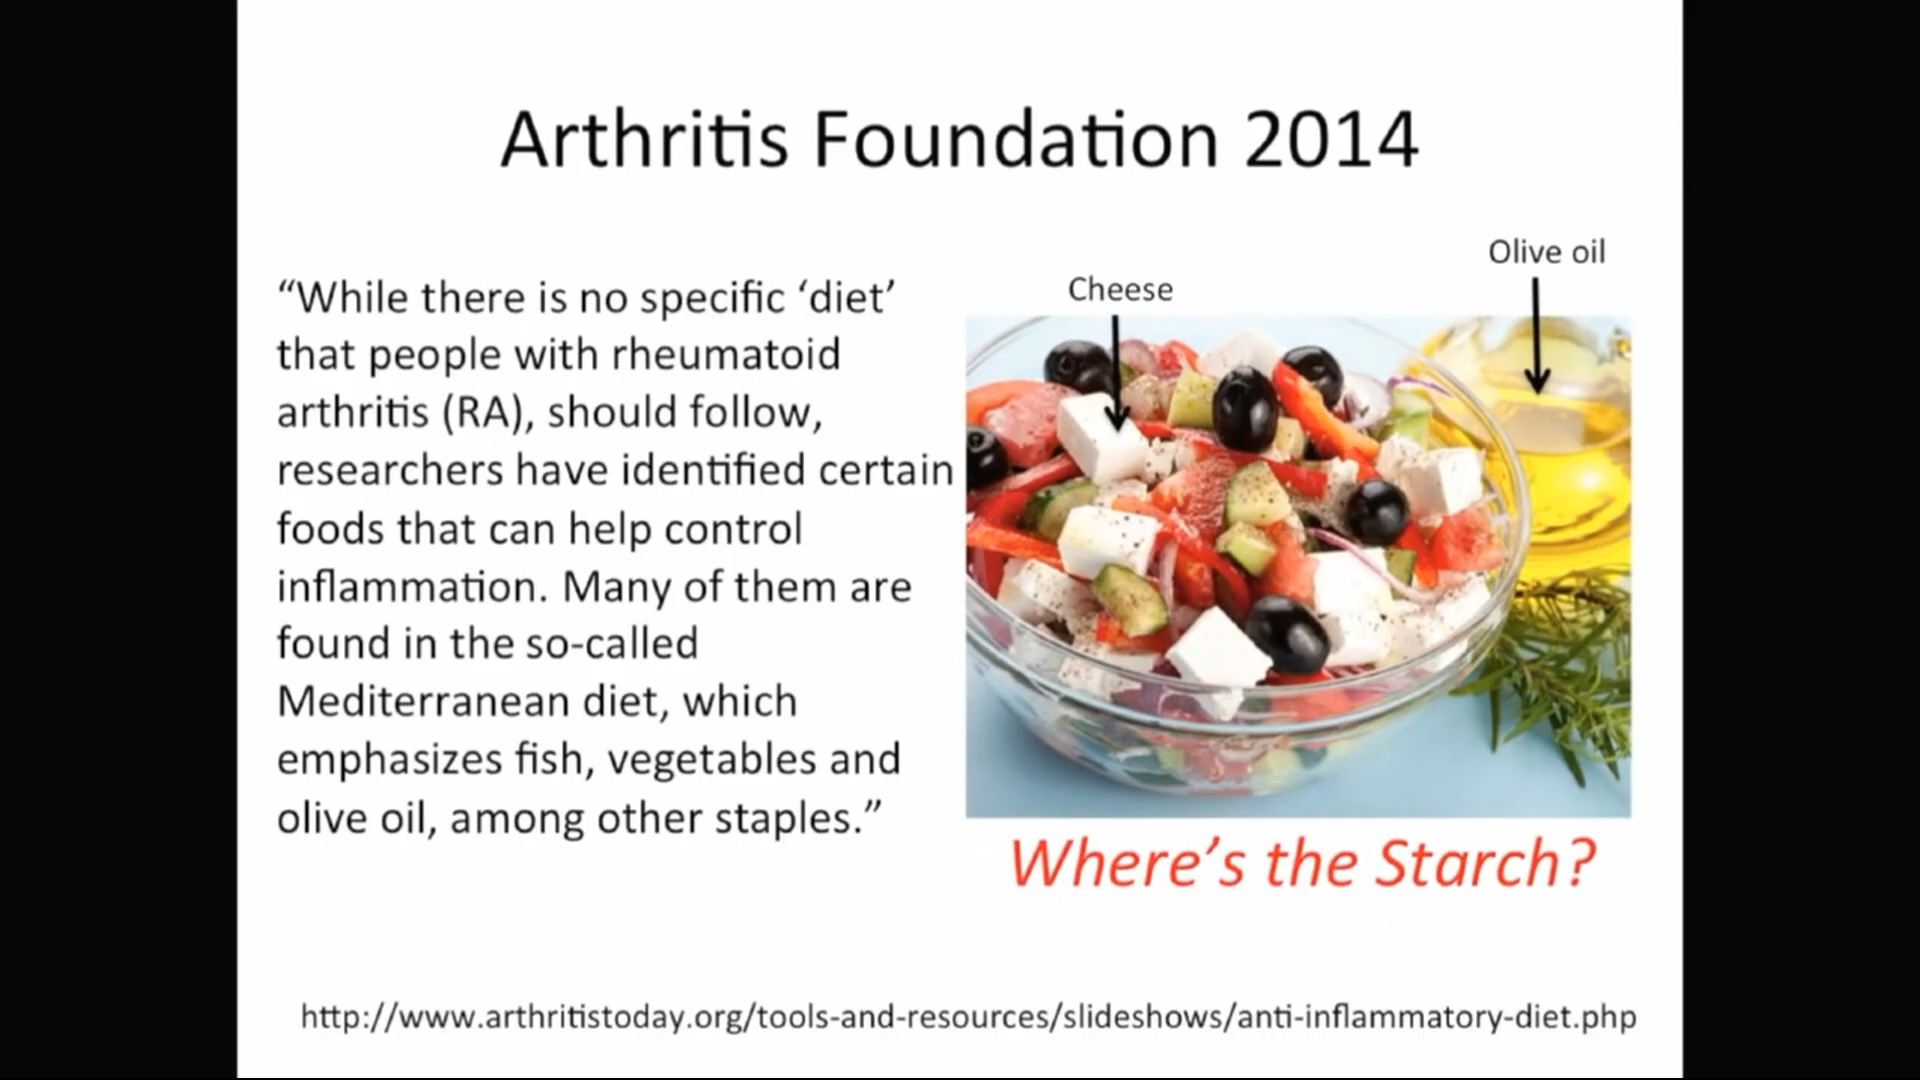 Arthritis Foundation 2014
“While there is no specific ‘diet’
that people with rheumatoid
arthritis (RA), should follow,
researchers have identified certain
foods that can help control
inflammation. Many of them are
found in the so-called
Mediterranean diet, which
emphasizes fish, vegetables and
olive oil, among other staples.”
Cheese
Olive oil
Where’s the Starch?
http://www.arthritistoday.org/tools-and-resources/slideshows/anti-inflammatory-diet.php